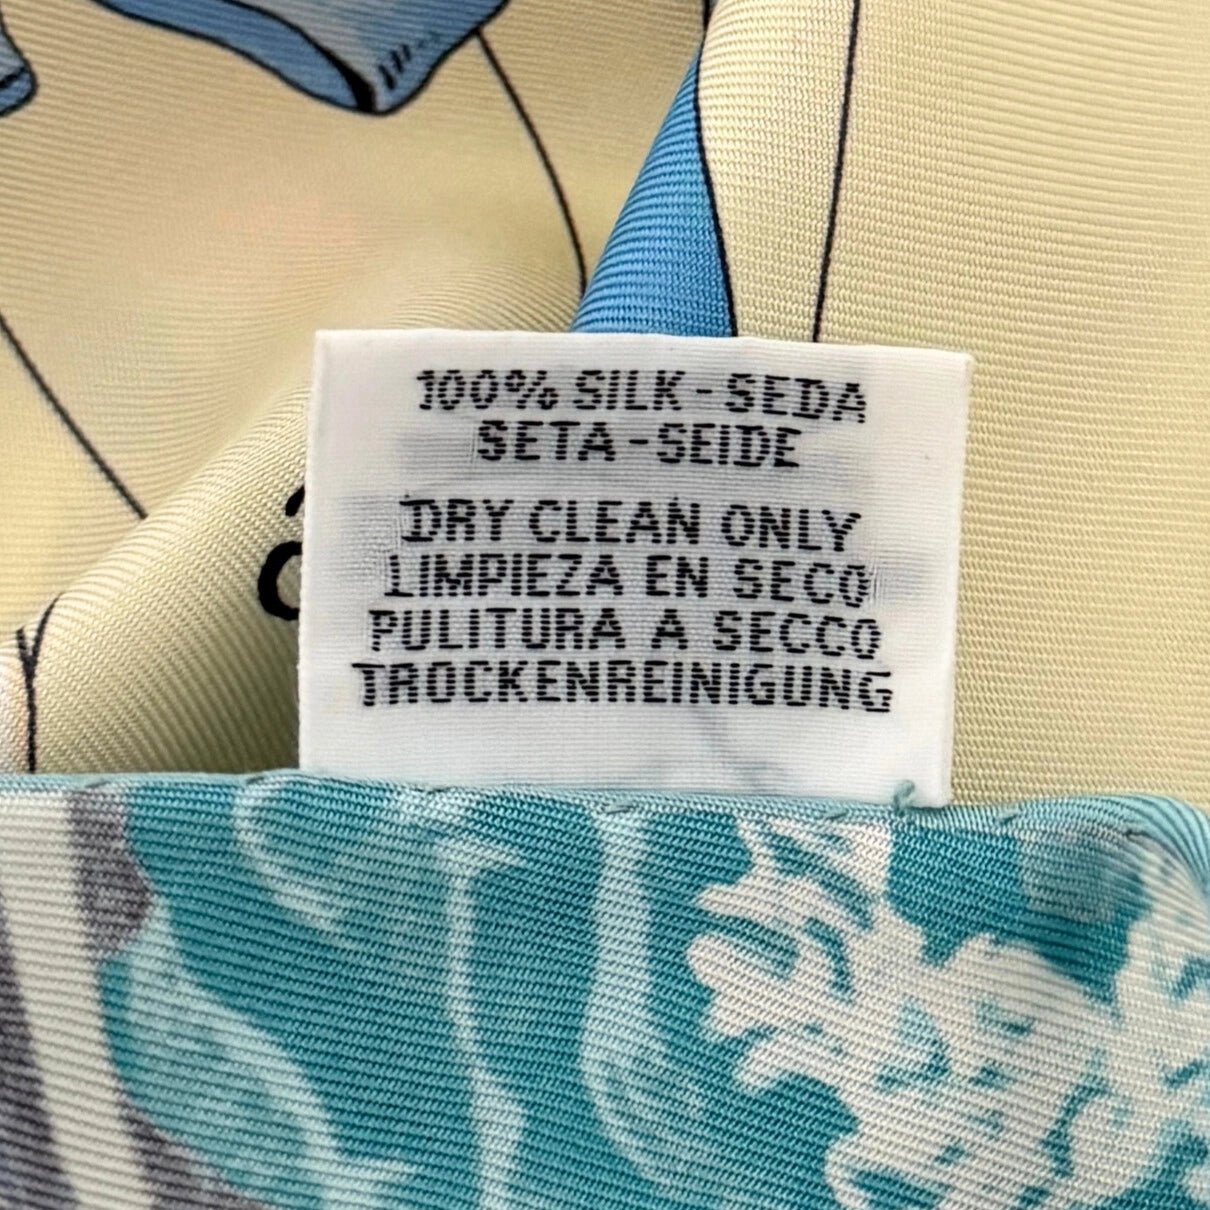 100% SILK-SEDA
SETA-SEIDE
DRY CLEAN ONLY
LIMPIEZA EN SECO
PULITURA A SECCO
TROCKENREINIGUNG